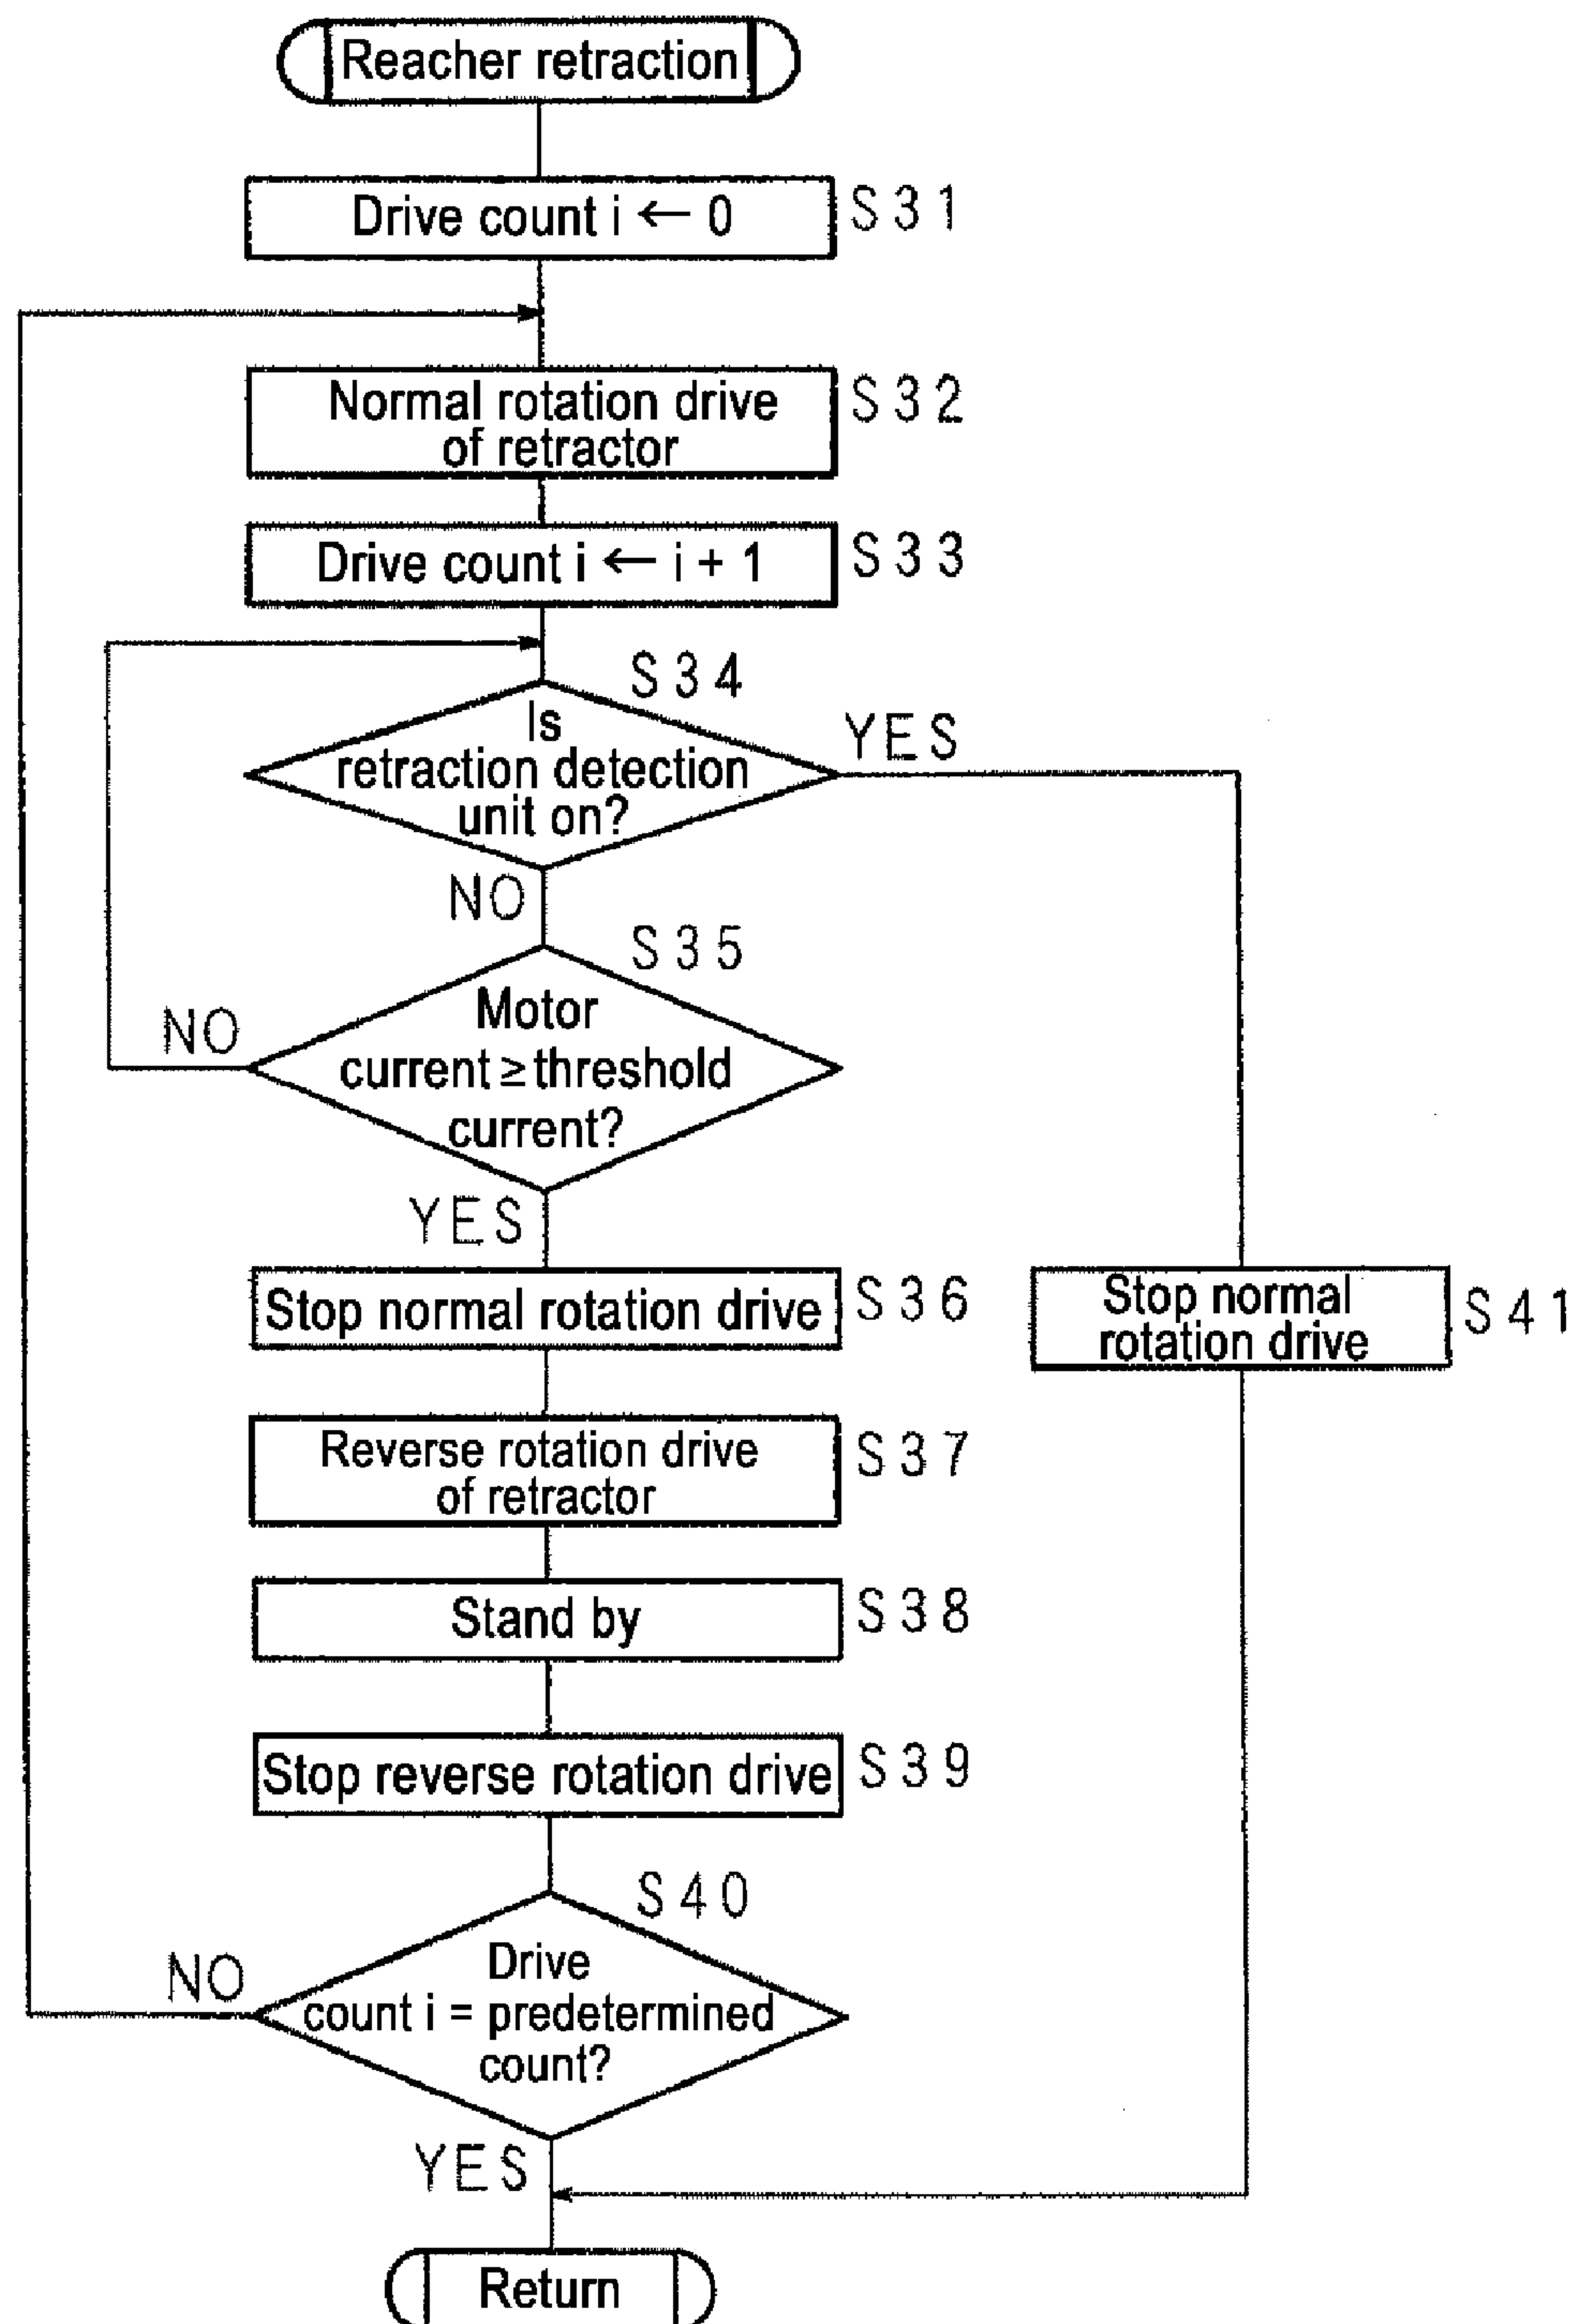 Reacher retraction
Drive count i ← 0
S31
Normal rotation drive
of retractor
S32
Drive count i ← i + 1
S33
S34
Is
retraction detection
unit on?
YES
NO
S35
Motor
current ≥ threshold
current?
NO
YES
Stop normal rotation drive
S36
Stop normal
rotation drive
S41
Reverse rotation drive
of retractor
S37
Stand by
S38
Stop reverse rotation drive
S39
S40
Drive
count i = predetermined
count?
NO
YES
Return